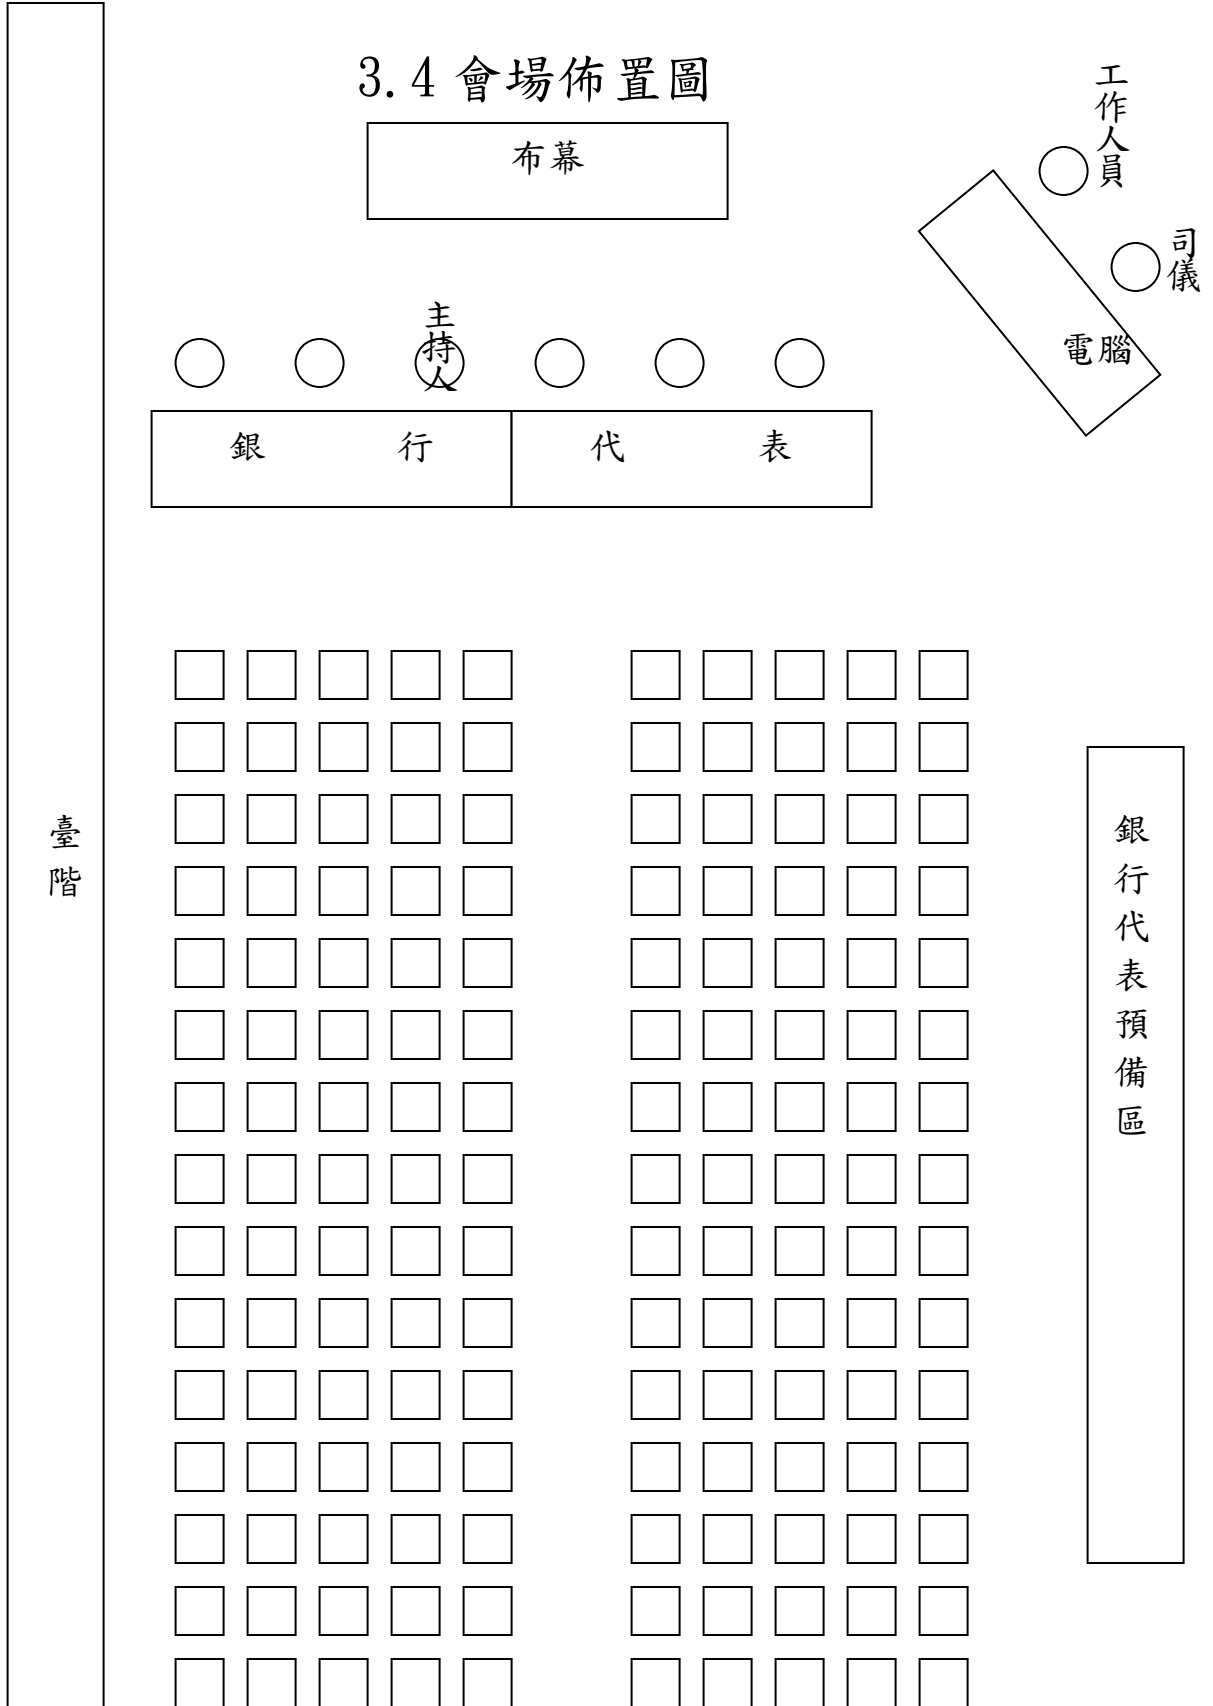 3.4 會場佈置圖
布幕
工作人員
司儀
電腦
主持人
銀行代表
臺階
銀行代表預備區